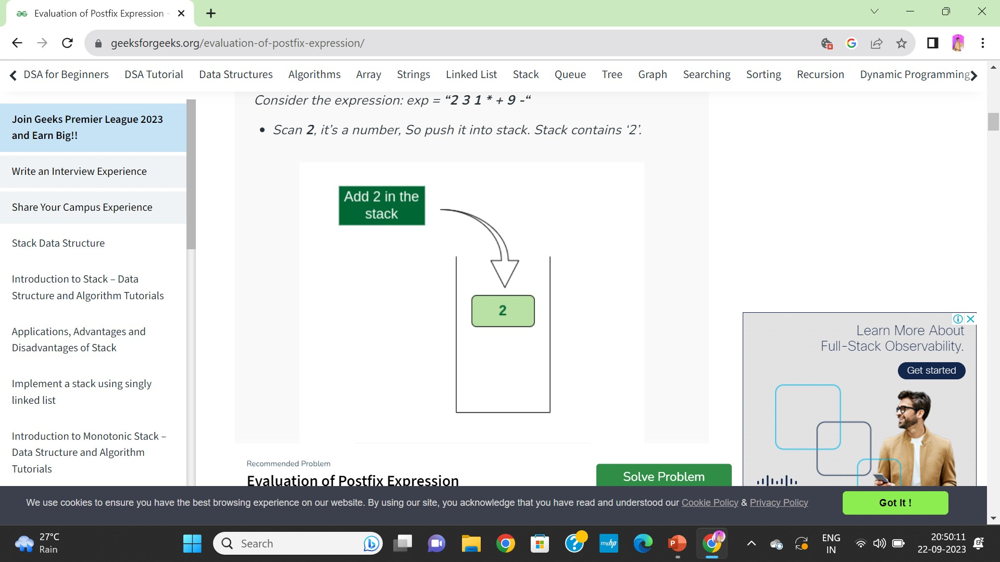 Evaluation of Postfix Expression -
geeksforgeeks.org/evaluation-of-postfix-expression/
DSA for Beginners DSA Tutorial Data Structures Algorithms Array Strings Linked List Stack Queue Tree Graph Searching Sorting Recursion Dynamic Programming
Join Geeks Premier League 2023
and Earn Big!!
Write an Interview Experience
Share Your Campus Experience
Stack Data Structure
Introduction to Stack – Data
Structure and Algorithm Tutorials
Applications, Advantages and
Disadvantages of Stack
Implement a stack using singly
linked list
Introduction to Monotonic Stack –
Data Structure and Algorithm
Tutorials
Consider the expression: exp = “2 3 1 * + 9 -“
• Scan 2, it’s a number, So push it into stack. Stack contains ‘2’.
Add 2 in the
stack
2
Recommended Problem
Evaluation of Postfix Expression
Solve Problem
Learn More About
Full-Stack Observability.
Get started
We use cookies to ensure you have the best browsing experience on our website. By using our site, you acknowledge that you have read and understood our Cookie Policy & Privacy Policy
Got It !
27°C
Rain
Search
myhp
P
ENG
IN
20:50:11
22-09-2023